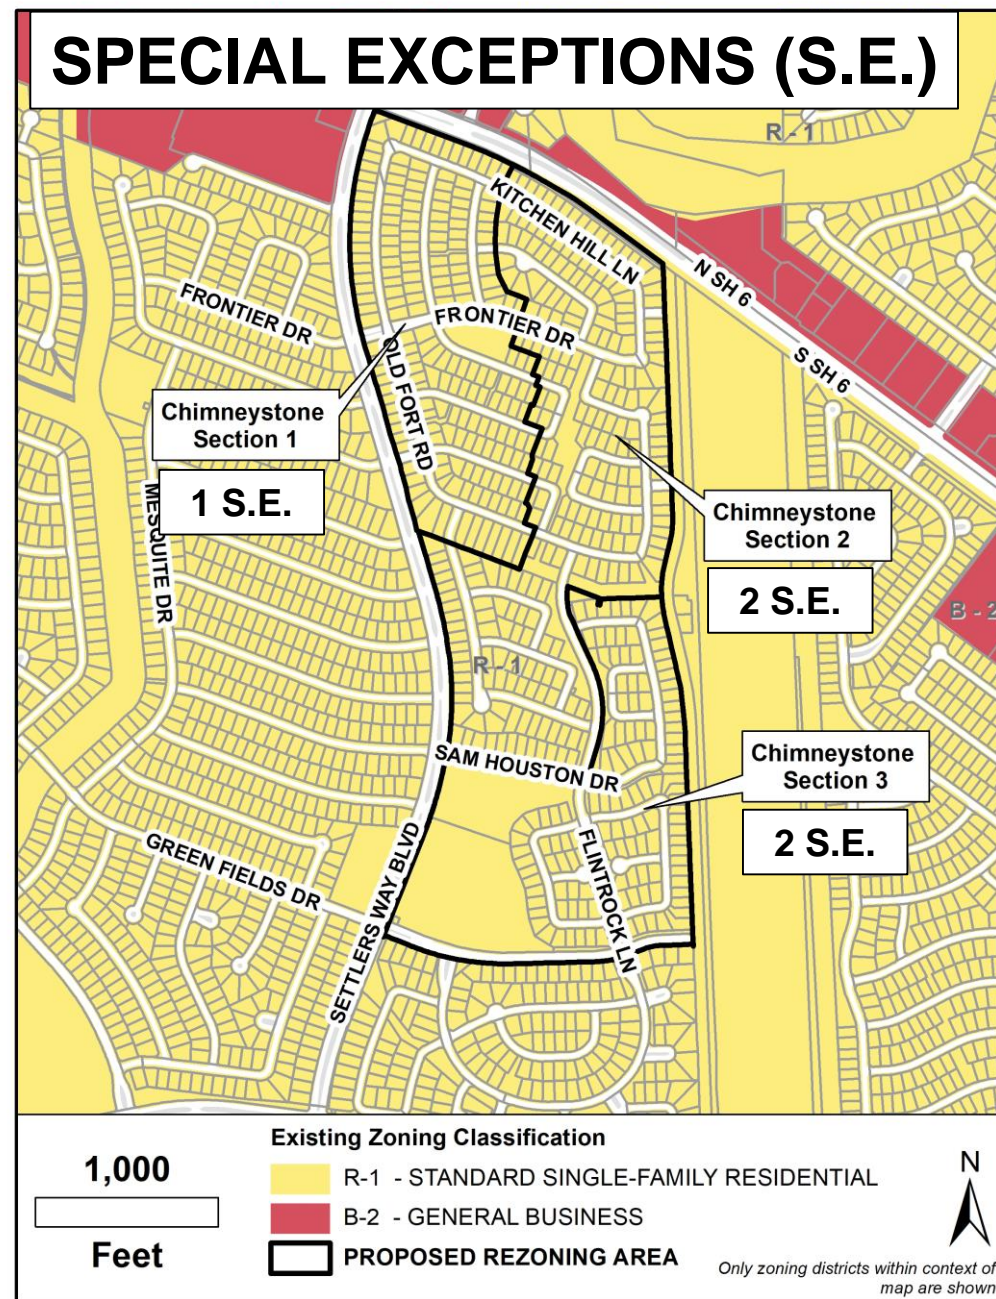 SPECIAL EXCEPTIONS (S.E.)
R - 1
KITCHEN HILL LN
N SH 6
FRONTIER DR
FRONTIER DR
S SH 6
OLD FORT RD
Chimneystone
Section 1
1 S.E.
MESQUITE DR
Chimneystone
Section 2
2 S.E.
B - 2
R - 1
SAM HOUSTON DR
Chimneystone
Section 3
2 S.E.
GREEN FIELDS DR
SETTLERS WAY BLVD
FLINTROCK LN
1,000
Feet
Existing Zoning Classification
R-1 - STANDARD SINGLE-FAMILY RESIDENTIAL
B-2 - GENERAL BUSINESS
PROPOSED REZONING AREA
N
Only zoning districts within context of
map are shown